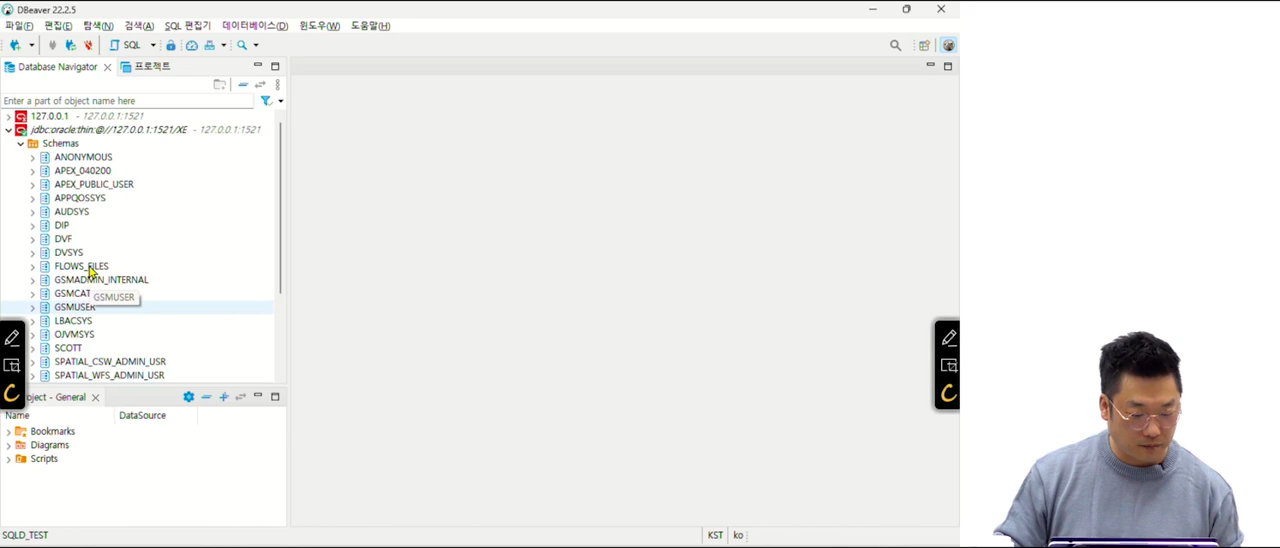 DBeaver 22.2.5
파일(F) 편집(E) 탐색(N) 검색(A) SQL 편집기 데이터베이스(D) 윈도우(W) 도움말(H)
SQL
Database Navigator 프로젝트
Enter a part of object name here
127.0.0.1 - 127.0.0.1:1521
jdbc:oracle:thin:@//127.0.0.1:1521/XE - 127.0.0.1:1521
Schemas
ANONYMOUS
APEX_040200
APEX_PUBLIC_USER
APPQOSSYS
AUDSYS
DIP
DVF
DVSYS
FLOWS_FILES
GSMADMIN_INTERNAL
GSMCAT
GSMUSER
GSMUSER
LBACSYS
OJVMSYS
SCOTT
SPATIAL_CSW_ADMIN_USR
SPATIAL_WFS_ADMIN_USR
oject - General
Name DataSource
Bookmarks
Diagrams
Scripts
SQLD_TEST KST ko